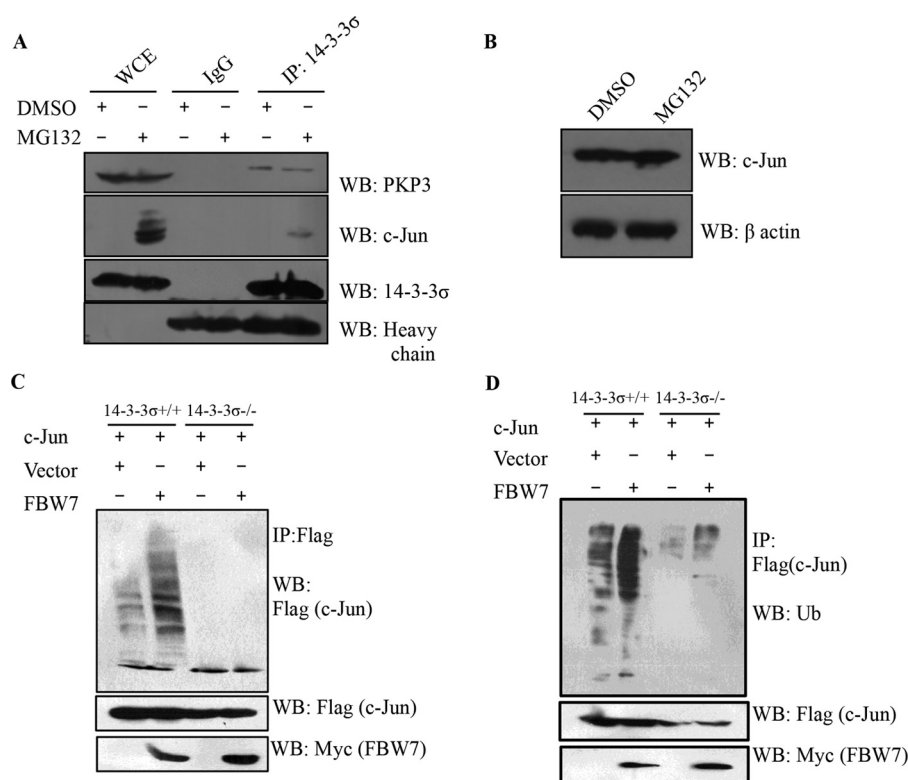 A
WCE
IgG
IP: 14-3-3σ
DMSO + − + − + −
MG132 − + − + − +
WB: PKP3
WB: c-Jun
WB: 14-3-3σ
WB: Heavy
chain
B
DMSO
MG132
WB: c-Jun
WB: β actin
C
14-3-3σ+/+ 14-3-3σ-/-
c-Jun + + + +
Vector + − + −
FBW7 − + − +
IP:Flag
WB:
Flag (c-Jun)
WB: Flag (c-Jun)
WB: Myc (FBW7)
D
14-3-3σ+/+ 14-3-3σ-/-
c-Jun + + + +
Vector + − + −
FBW7 − + − +
IP:
Flag(c-Jun)
WB: Ub
WB: Flag (c-Jun)
WB: Myc (FBW7)